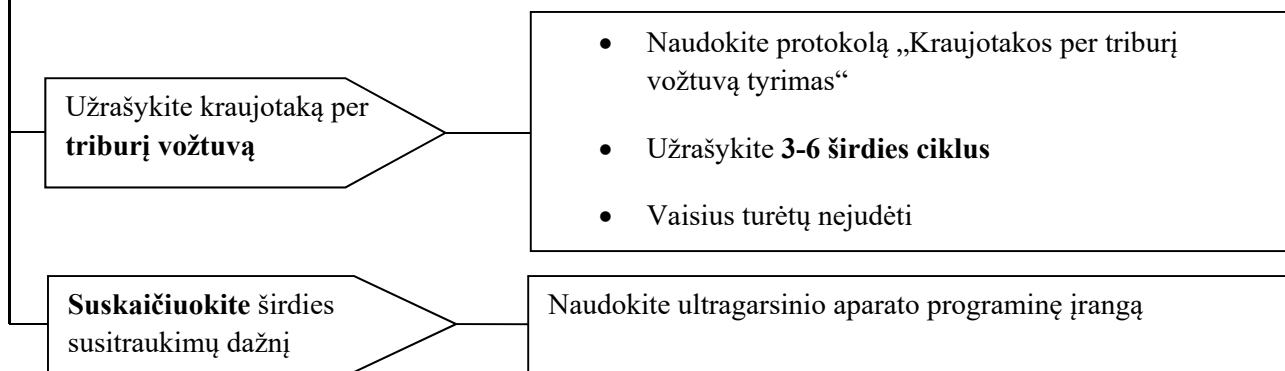 Užrašykite kraujotaką per
triburį vožtuvą
• Naudokite protokolą „Kraujotakos per triburį
vožtuvą tyrimas“
• Užrašykite 3-6 širdies ciklus
• Vaisius turėtų nejudėti
Suskaičiuokite širdies
susitraukimų dažnį
Naudokite ultragarsinio aparato programinę įrangą